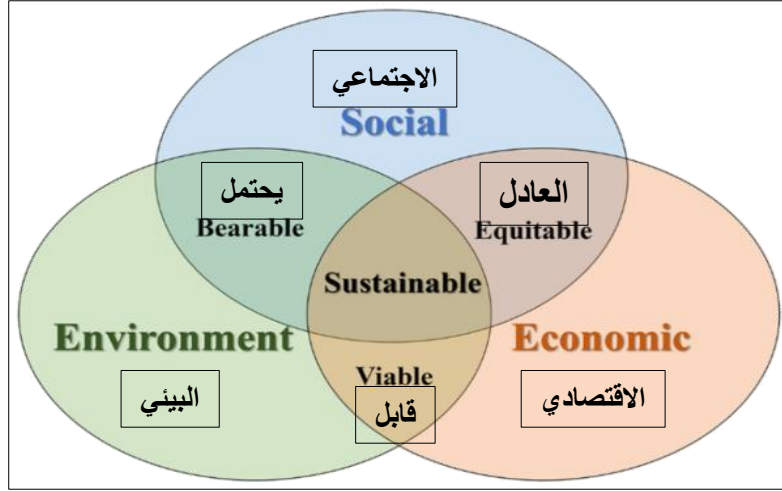 الاجتماعي
Social
يحتمل
Bearable
العادل
Equitable
Sustainable
Environment
البيئي
Economic
الاقتصادي
Viable
قابل